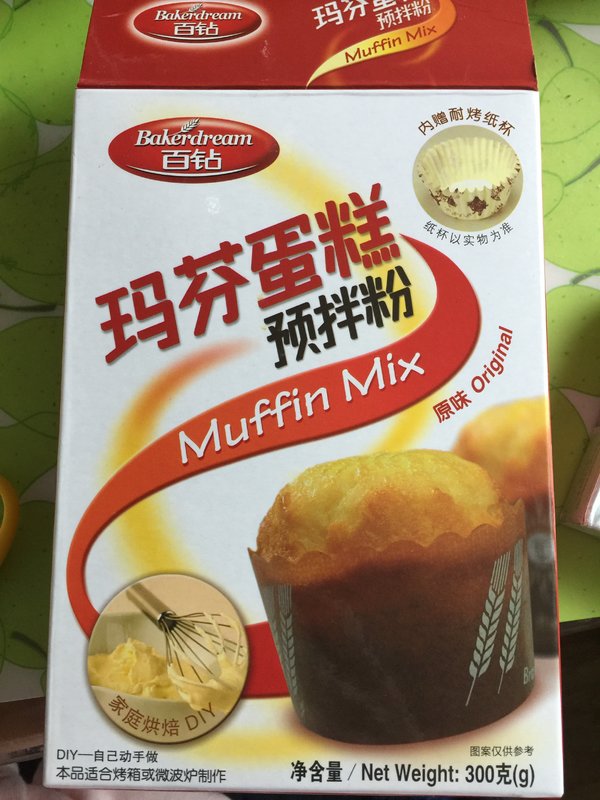 Bakerdream
百钻
玛芬蛋糕
预拌粉
Muffin Mix
Bakerdream
百钻
内赠耐烤纸杯
纸杯以实物为准
玛芬蛋糕
预拌粉
Muffin Mix
原味 Original
家庭烘焙 DIY
DIY—自己动手做
本品适合烤箱或微波炉制作
图案仅供参考
净含量 / Net Weight: 300克(g)